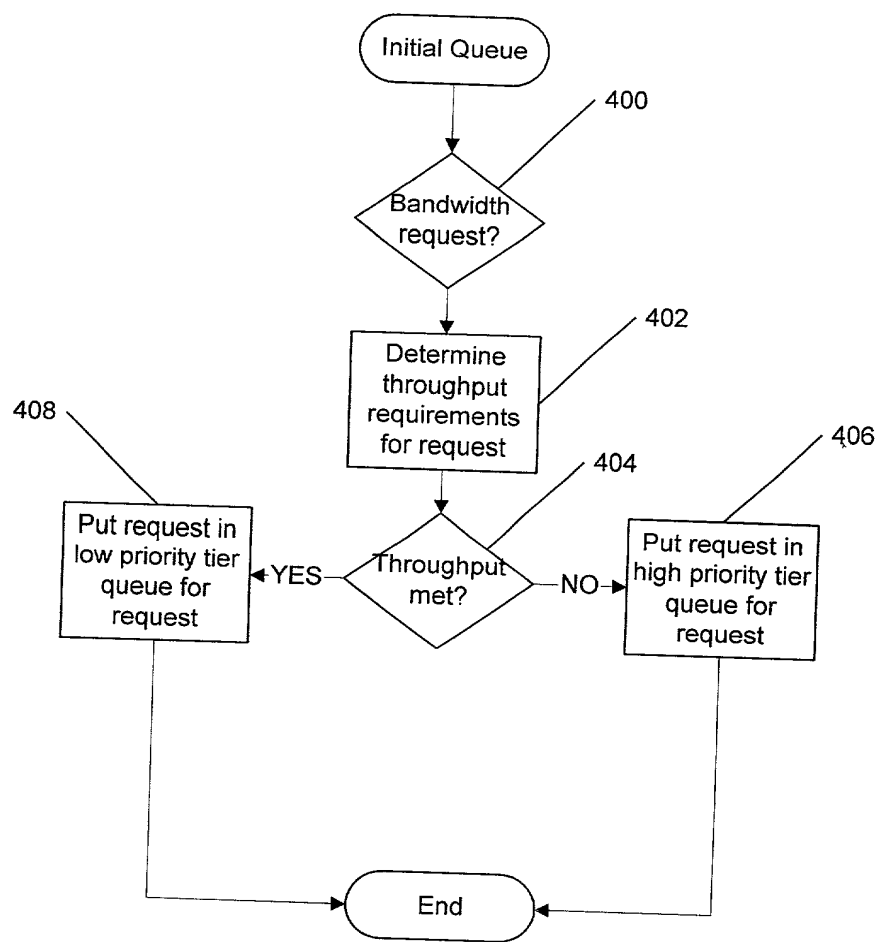 Initial Queue
400
Bandwidth
request?
402
Determine
throughput
requirements
for request
408
404
406
Put request in
low priority tier
queue for
request
YES
Throughput
met?
NO
Put request in
high priority tier
queue for
request
End